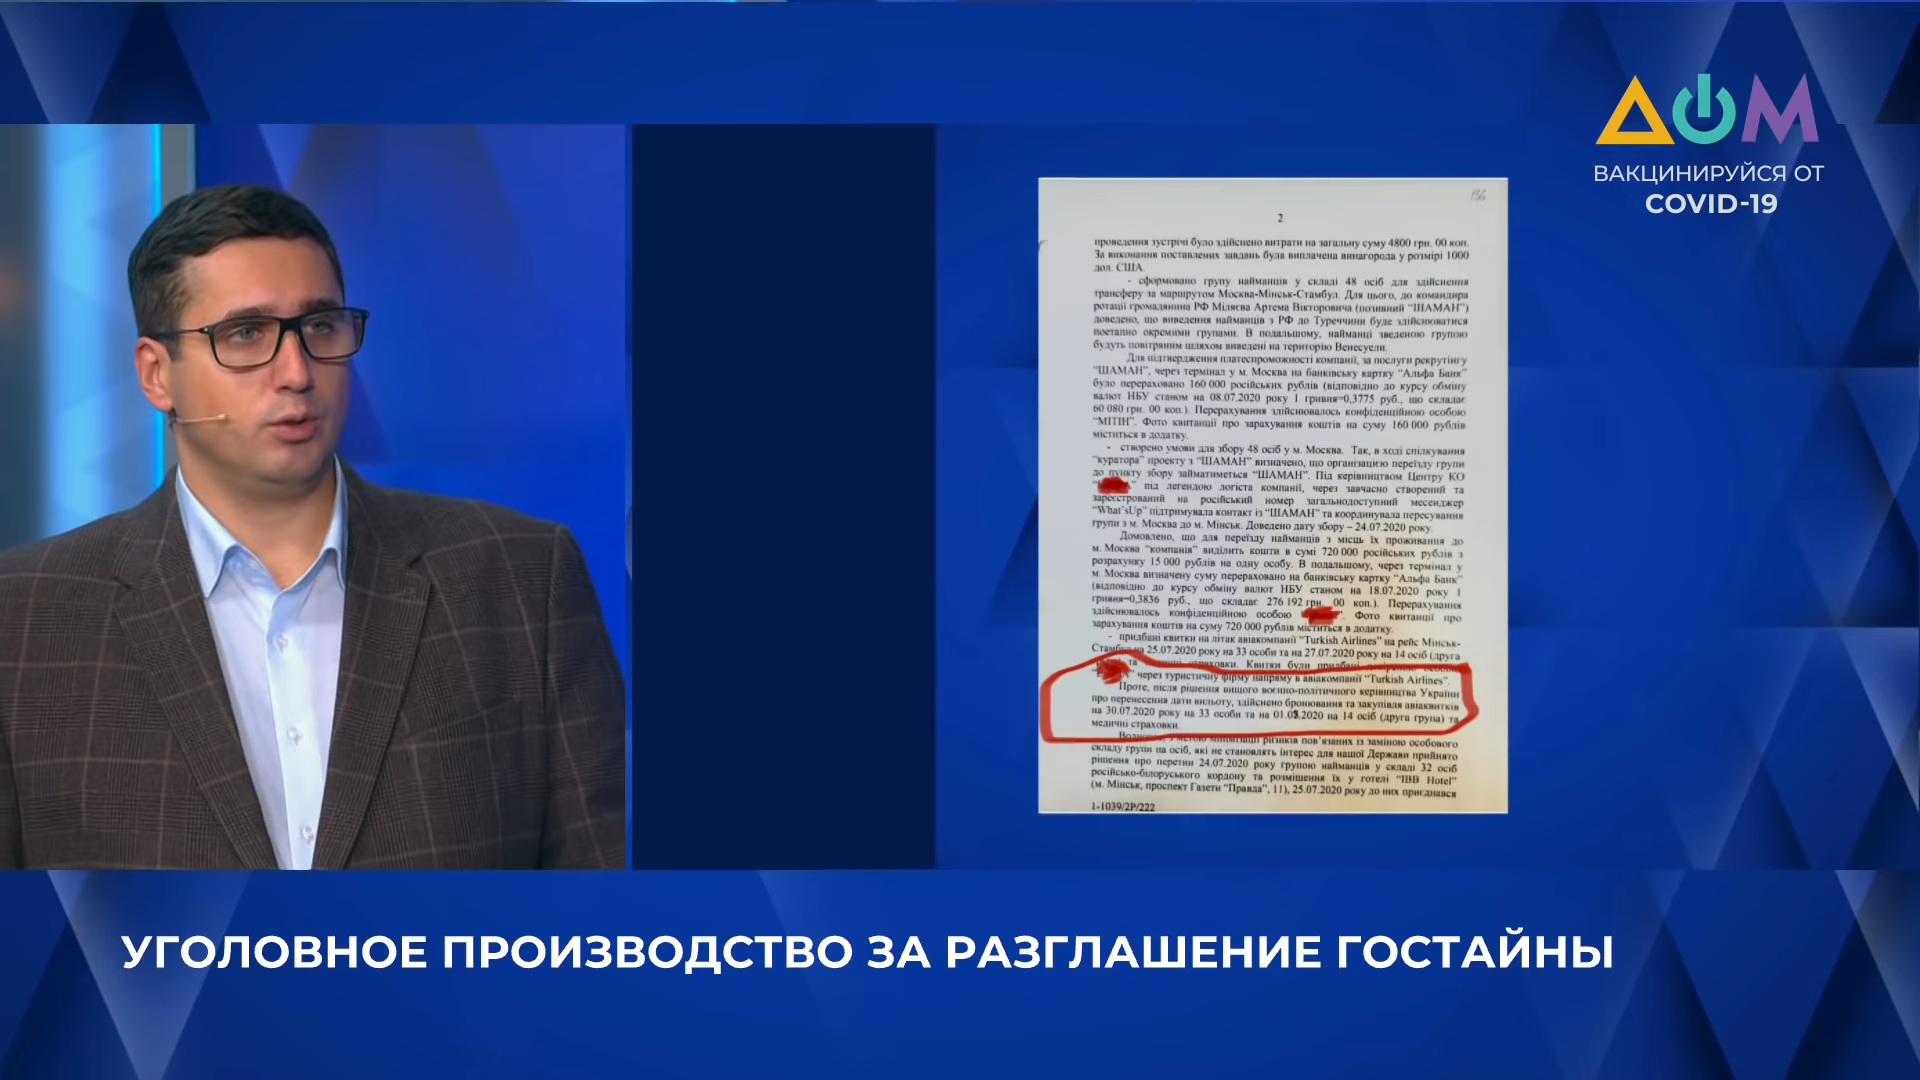 ДОМ
ВАКЦИНИРУЙСЯ ОТ
COVID-19
136
2
проведення зустрічі було здійснено витрати на загальну суму 4800 грн. 00 коп.
За виконання поставлених завдань була виплачена винагорода у розмірі 1000
дол. США.
- сформовано групу найманців у складі 48 осіб для здійснення
трансферу за маршрутом Москва-Мінськ-Стамбул. Для цього, до командира
ротації громадянина РФ Міляєва Артема Вікторовича (позивний “ШАМАН”)
доведено, що виведення найманців з РФ до Туреччини буде здійснюватися
поетапно окремими групами. В подальшому, найманці зведеною групою
будуть повітряним шляхом виведені на територію Венесуели.
Для підтвердження платеспроможності компанії, за послуги рекрутінгу
“ШАМАН”, через термінал у м. Москва на банківську картку “Альфа Банк”
було перераховано 160 000 російських рублів (відповідно до курсу обміну
валют НБУ станом на 08.07.2020 року 1 гривня=0,3775 руб., що складає
60 080 грн. 00 коп.). Перерахування здійснювалось конфіденційною особою
“МІТІН”. Фото квитанції про зарахування коштів на суму 160 000 рублів
міститься в додатку.
- створено умови для збору 48 осіб у м. Москва. Так, в ході спілкування
“куратора” проекту з “ШАМАН” визначено, що організацією переїзду групи
до пункту збору займатиметься “ШАМАН”. Під керівництвом Центру КО
” під легендою логіста компанії, через завчасно створений та
зареєстрований на російський номер загальнодоступний месенджер
“What’sUp” підтримувала контакт із “ШАМАН” та координувала пересування
групи з м. Москва до м. Мінськ. Доведено дату збору – 24.07.2020 року.
Домовлено, що для переїзду найманців з місць їх проживання до
м. Москва “компанія” виділить кошти в сумі 720 000 російських рублів з
розрахунку 15 000 рублів на одну особу. В подальшому, через термінал у
м. Москва визначену суму перераховано на банківську картку “Альфа Банк”
(відповідно до курсу обміну валют НБУ станом на 18.07.2020 року 1
гривня=0,3836 руб., що складає 276 192 грн. 00 коп.). Перерахування
здійснювалось конфіденційною особою ”. Фото квитанції про
зарахування коштів на суму 720 000 рублів міститься в додатку.
- придбані квитки на літак авіакомпанії “Turkish Airlines” на рейс Мінськ-
Стамбул на 25.07.2020 року на 33 особи та на 27.07.2020 року на 14 осіб (друга
та страховки. Квитки були придбані
” через туристичну фірму напряму в авіакомпанії “Turkish Airlines”.
Проте, після рішення вищого воєнно-політичного керівництва України
про перенесення дати вильоту, здійснено бронювання та закупівля авіаквитків
на 30.07.2020 року на 33 особи та на 01.08.2020 на 14 осіб (друга група) та
медичні страховки.
Водночас, з метою мінімізації ризиків пов’язаних із заміною особового
складу групи на осіб, які не становлять інтерес для нашої Держави прийнято
рішення про перетин 24.07.2020 року групою найманців у складі 32 осіб
російсько-білоруського кордону та розміщення їх у готелі “IBB Hotel”
(м. Мінськ, проспект Газети “Правда”, 11), 25.07.2020 року до них приєднався
1-1039/2Р/222
УГОЛОВНОЕ ПРОИЗВОДСТВО ЗА РАЗГЛАШЕНИЕ ГОСТАЙНЫ